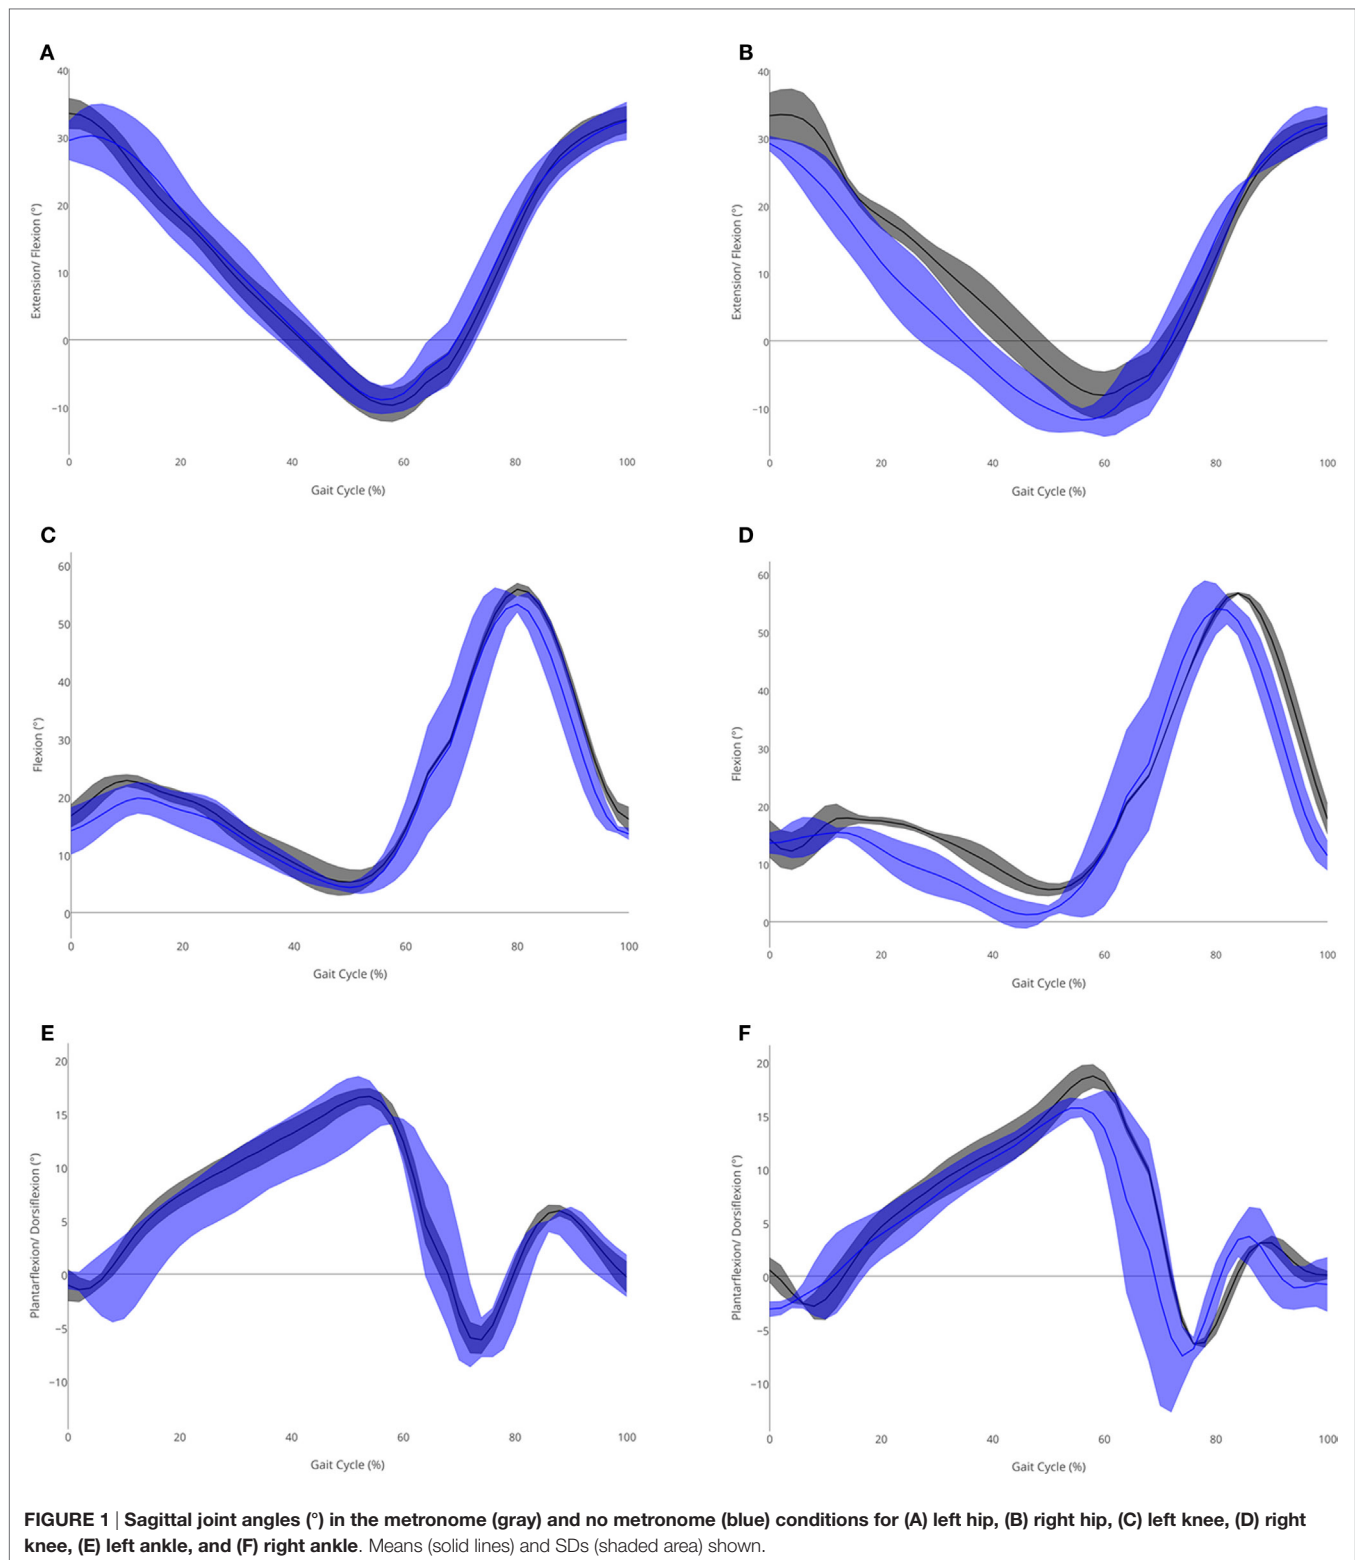 A
B
40
30
20
10
0
−10
Extension/ Flexion (°)
0 20 40 60 80 100
Gait Cycle (%)
40
30
20
10
0
−10
Extension/ Flexion (°)
0 20 40 60 80 100
Gait Cycle (%)
C
D
60
50
40
30
20
10
0
Flexion (°)
0 20 40 60 80 100
Gait Cycle (%)
60
50
40
30
20
10
0
Flexion (°)
0 20 40 60 80 100
Gait Cycle (%)
E
F
20
15
10
5
0
−5
−10
Plantarflexion/ Dorsiflexion (°)
0 20 40 60 80 100
Gait Cycle (%)
20
15
10
5
0
−5
−10
Plantarflexion/ Dorsiflexion (°)
0 20 40 60 80 100
Gait Cycle (%)
FIGURE 1 | Sagittal joint angles (°) in the metronome (gray) and no metronome (blue) conditions for (A) left hip, (B) right hip, (C) left knee, (D) right
knee, (E) left ankle, and (F) right ankle. Means (solid lines) and SDs (shaded area) shown.